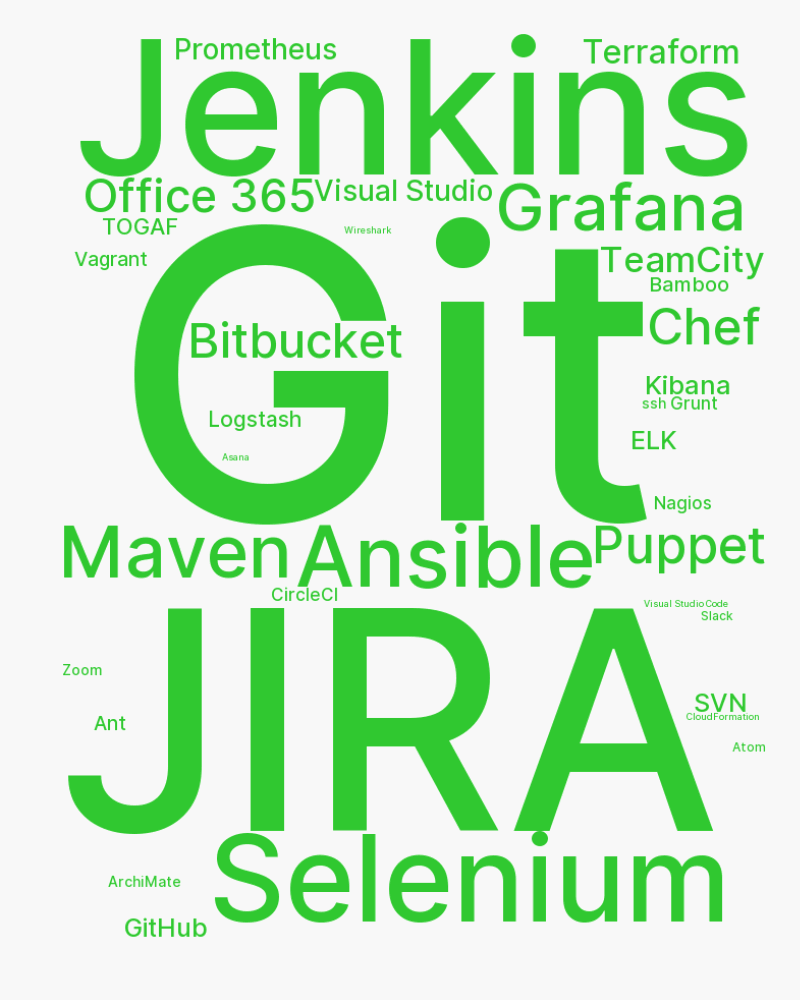 Prometheus
Terraform
Jenkins
Office 365
Visual Studio
Grafana
TOGAF
Wireshark
Vagrant
TeamCity
Bamboo
Git
Bitbucket
Chef
Kibana
ssh
Grunt
Logstash
ELK
Asana
Nagios
Maven
Ansible
Puppet
CircleCI
Visual Studio Code
Slack
JIRA
Zoom
SVN
CloudFormation
Ant
Atom
Selenium
ArchiMate
GitHub